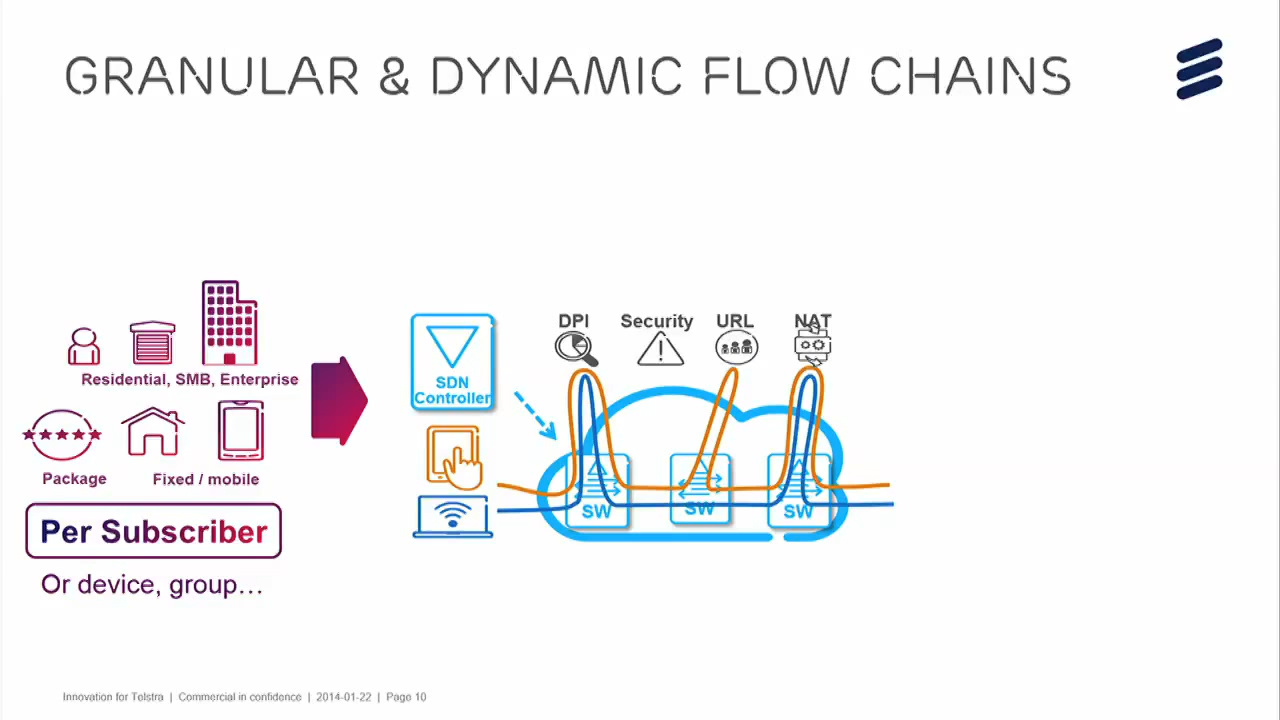 GRANULAR & DYNAMIC FLOW CHAINS
Residential, SMB, Enterprise
Package
Fixed / mobile
Per Subscriber
Or device, group...
SDN
Controller
DPI
Security
URL
NAT
SW
SW
SW
Innovation for Telstra | Commercial in confidence | 2014-01-22 | Page 10